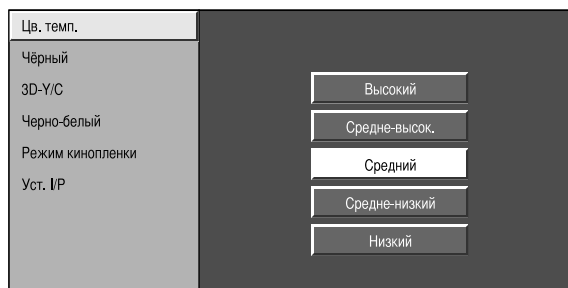 Цв. темп.
Чёрный
3D-Y/C
Черно-белый
Режим кинопленки
Уст. I/P
Высокий
Средне-высок.
Средний
Средне-низкий
Низкий